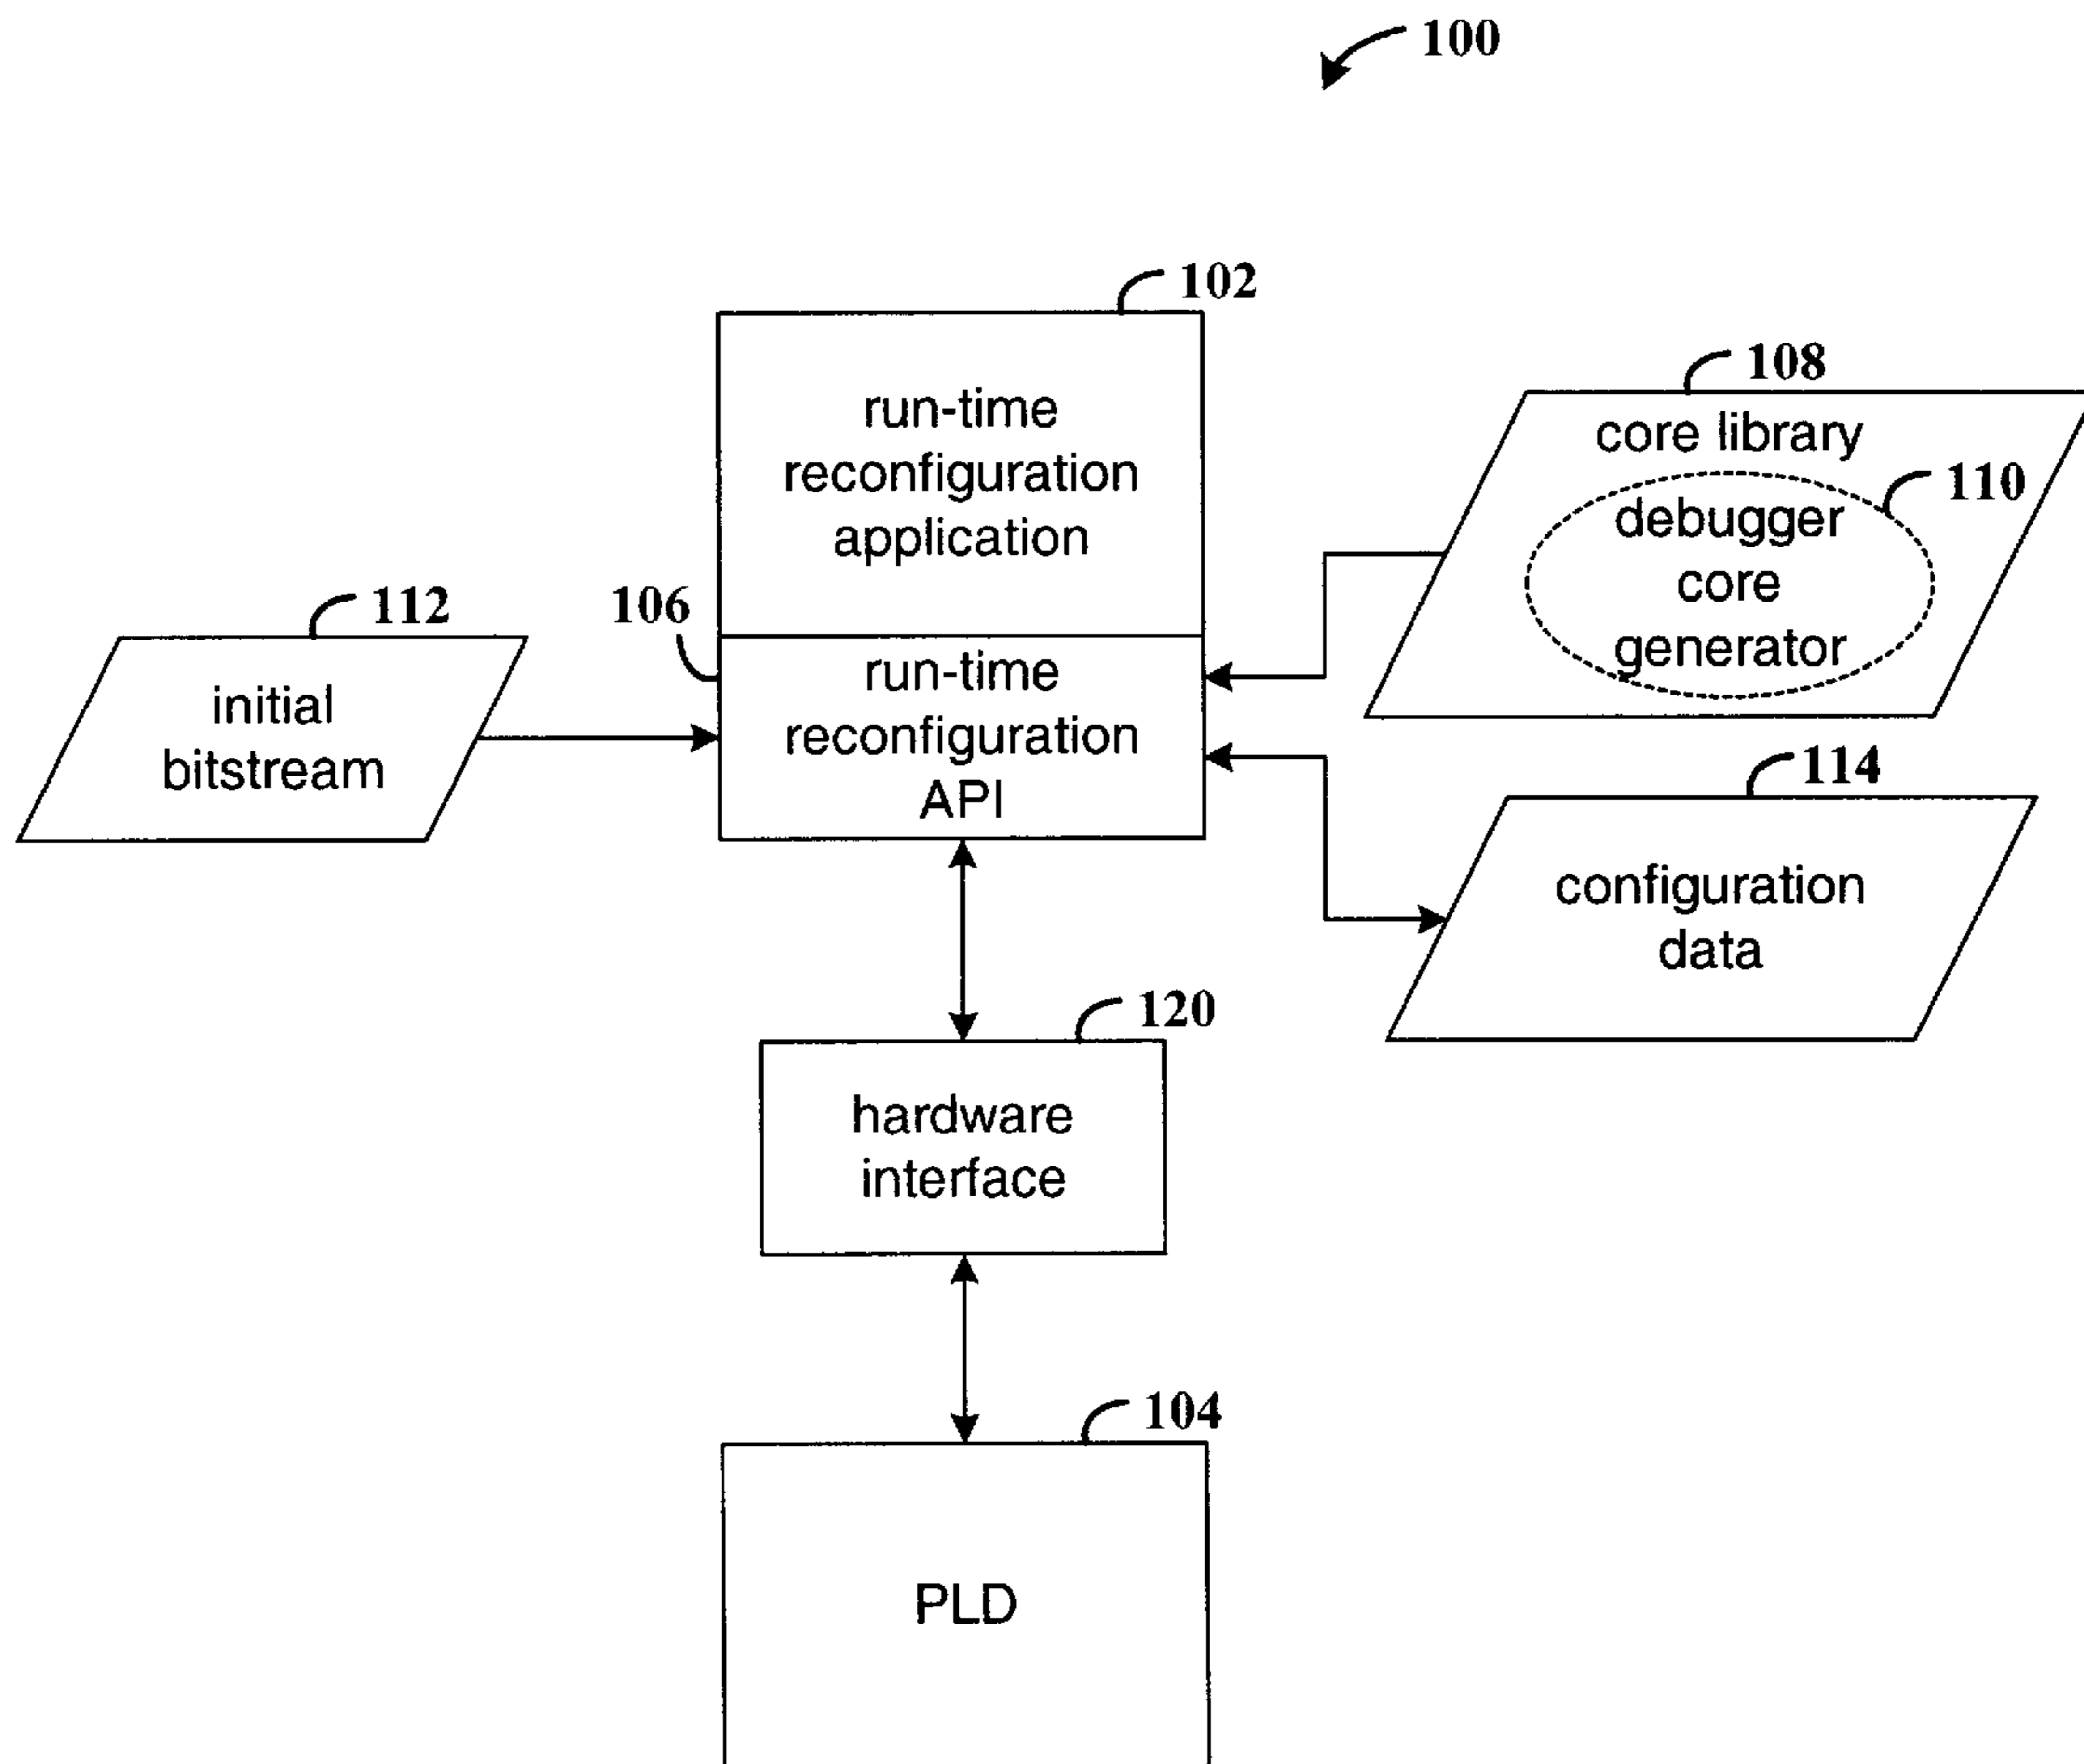 100
102
run-time
reconfiguration
application
108
core library
110
debugger
core
generator
112
initial
bitstream
106
run-time
reconfiguration
API
114
configuration
data
120
hardware
interface
104
PLD